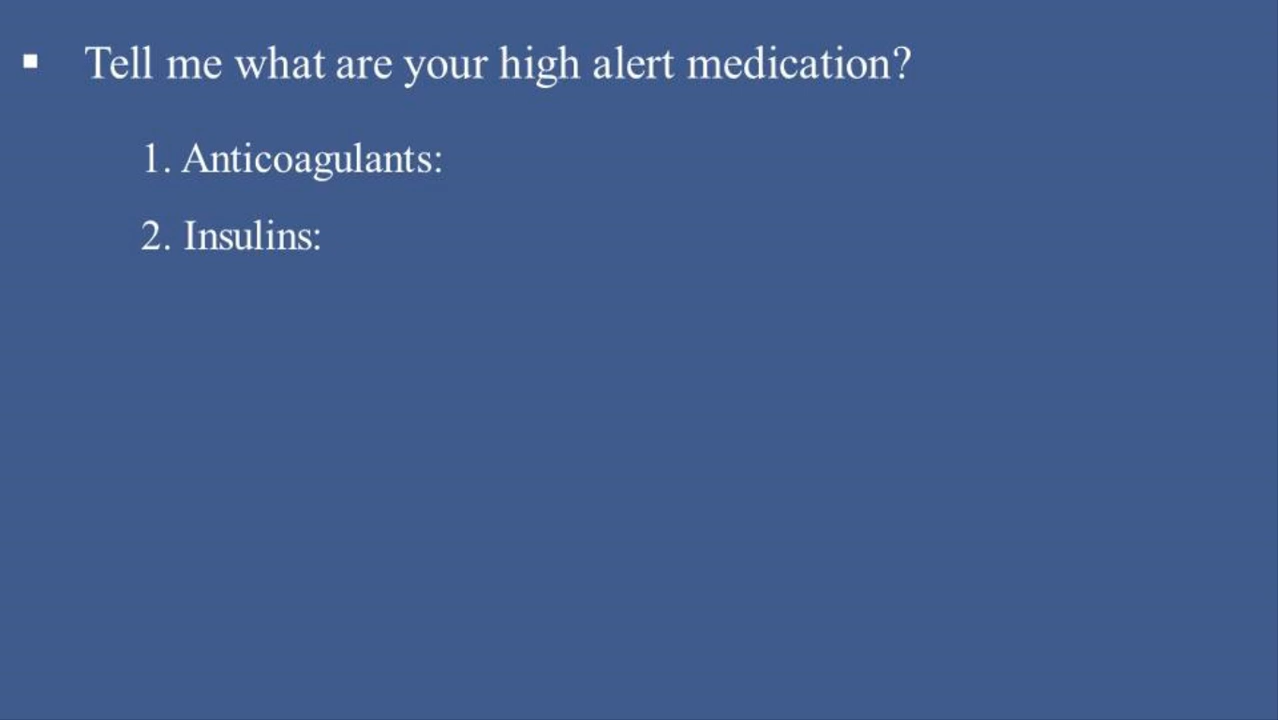 ▪ Tell me what are your high alert medication?
1. Anticoagulants:
2. Insulins: